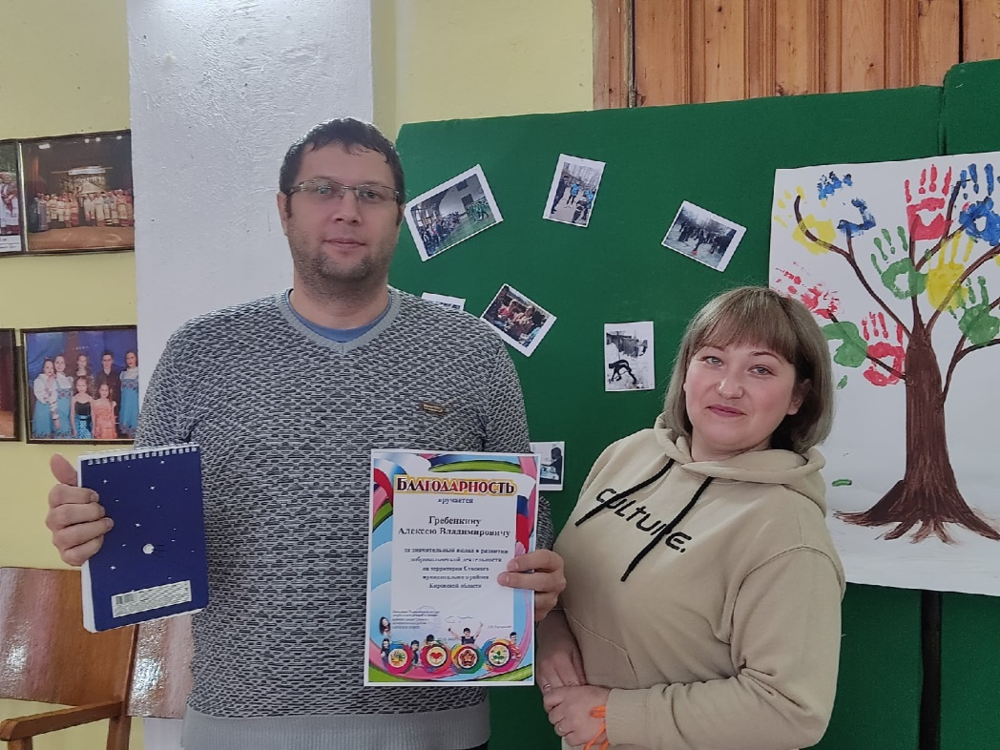 БЛАГОДАРНОСТЬ
вручается
Гребенкину
Алексею Владимировичу
за значительный вклад в развитие
добровольческой деятельности
на территории Сунского
муниципального района
Кировской области
culture.